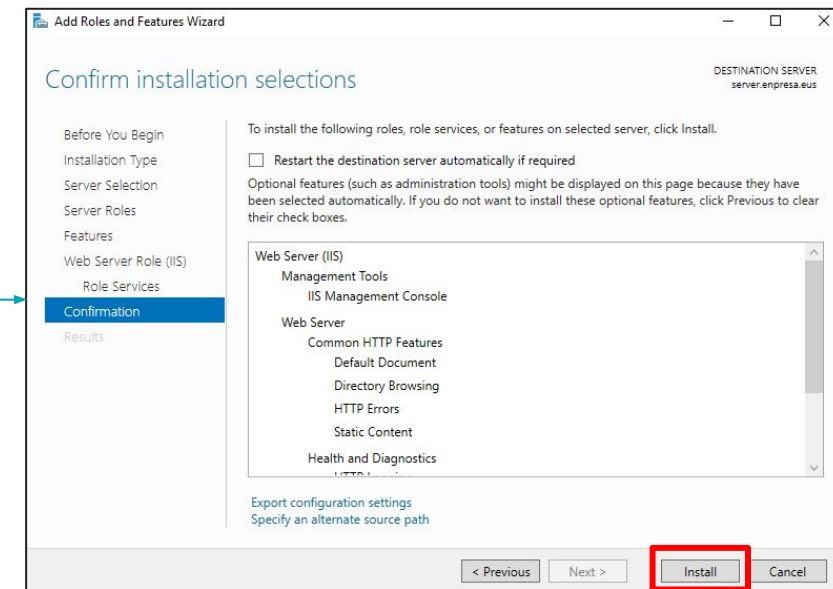 Add Roles and Features Wizard
Confirm installation selections
DESTINATION SERVER
server.enpresa.eus
Before You Begin
Installation Type
Server Selection
Server Roles
Features
Web Server Role (IIS)
Role Services
Confirmation
Results
To install the following roles, role services, or features on selected server, click Install.
Restart the destination server automatically if required
Optional features (such as administration tools) might be displayed on this page because they have
been selected automatically. If you do not want to install these optional features, click Previous to clear
their check boxes.
Web Server (IIS)
Management Tools
IIS Management Console
Web Server
Common HTTP Features
Default Document
Directory Browsing
HTTP Errors
Static Content
Health and Diagnostics
Export configuration settings
Specify an alternate source path
< Previous
Next >
Install
Cancel